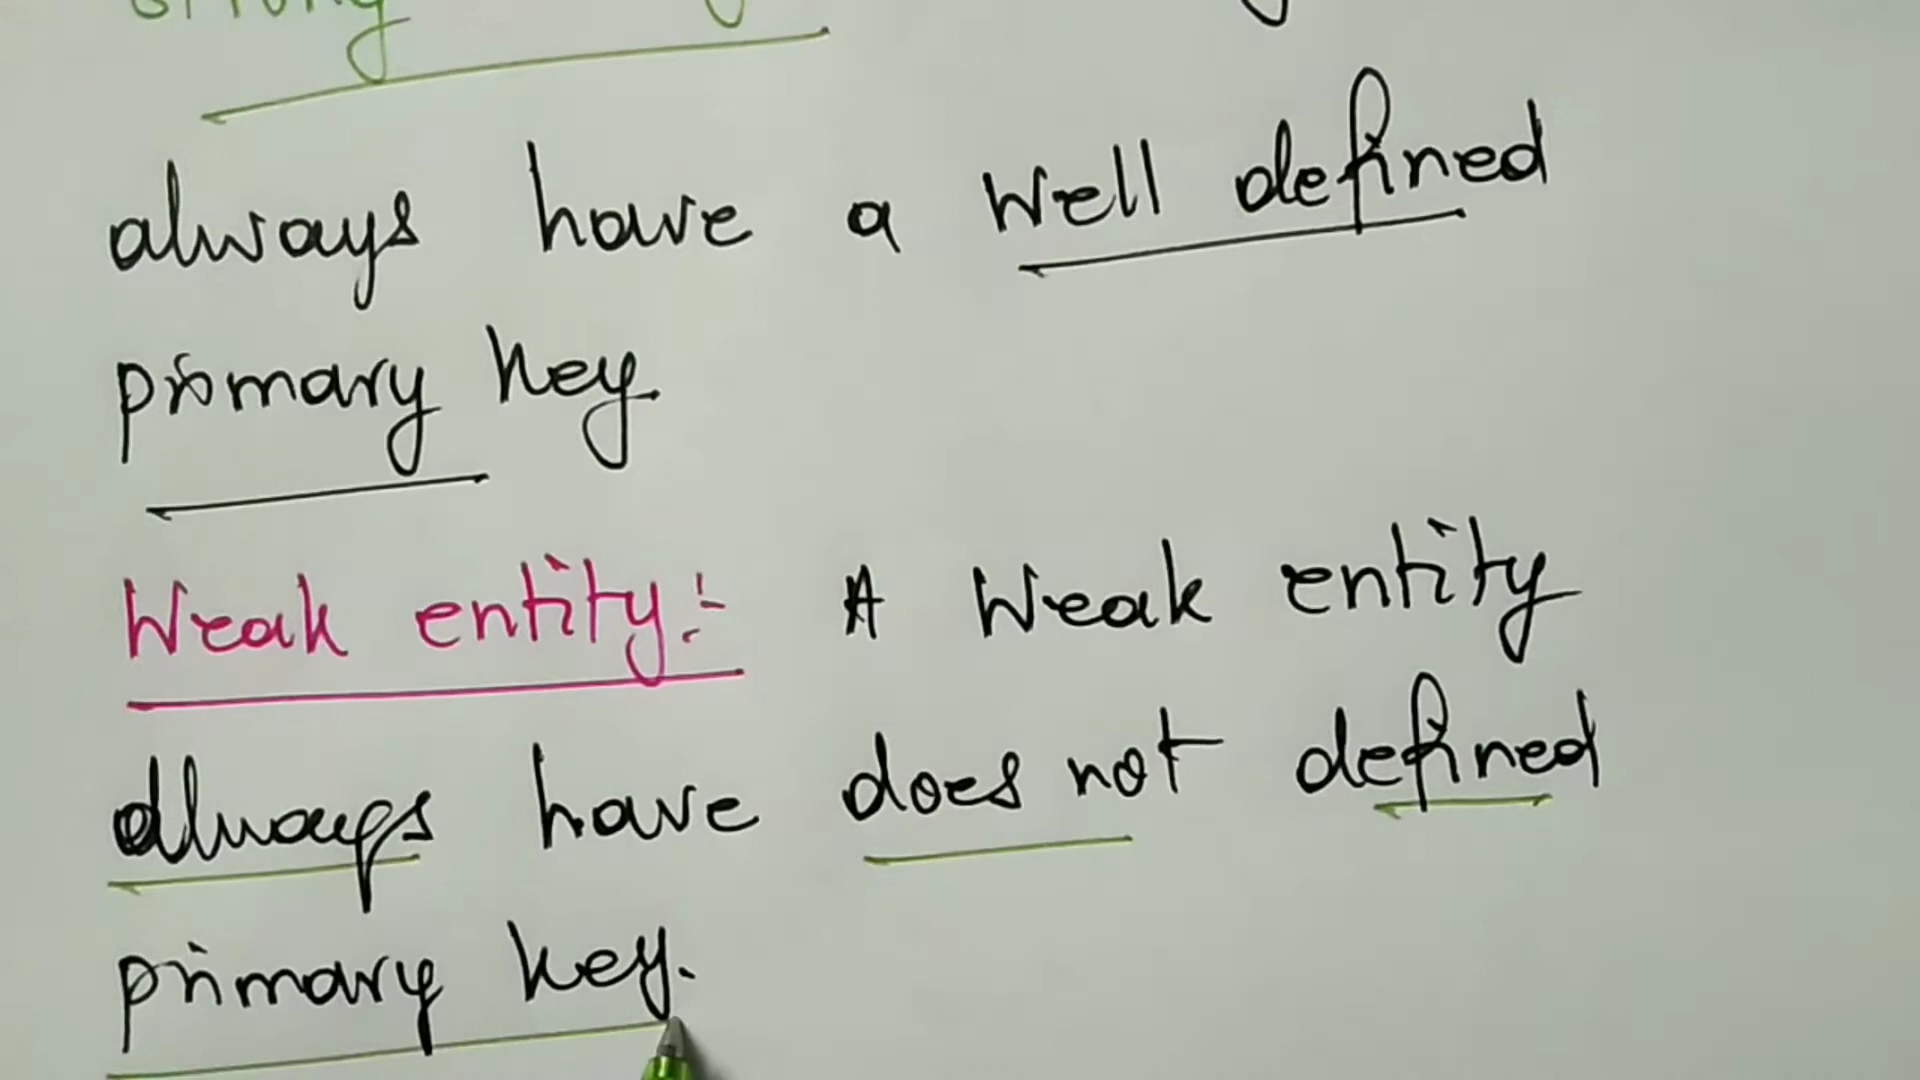 always have a well defined
primary key.
Weak entity:- A Weak entity
always have does not defined
primary key.